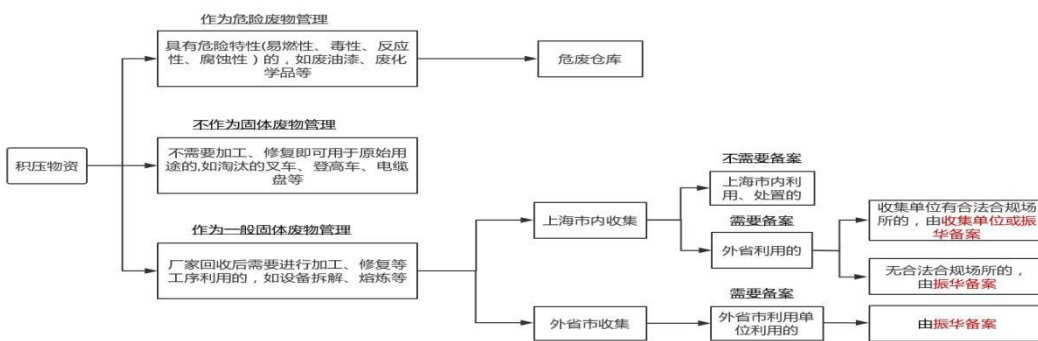 作为危险废物管理
具有危险特性(易燃性、毒性、反应
性、腐蚀性）的，如废油漆、废化
学品等
危废仓库
不作为固体废物管理
积压物资
不需要加工、修复即可用于原始用
途的,如淘汰的叉车、登高车、电缆
盘等
作为一般固体废物管理
厂家回收后需要进行加工、修复等
工序利用的，如设备拆解、熔炼等
上海市内收集
不需要备案
上海市内利
用、处置的
需要备案
外省利用的
收集单位有合法合规场
所的，由收集单位或振
华备案
无合法合规场所的，
由振华备案
外省市收集
需要备案
外省市利用单
位利用的
由振华备案